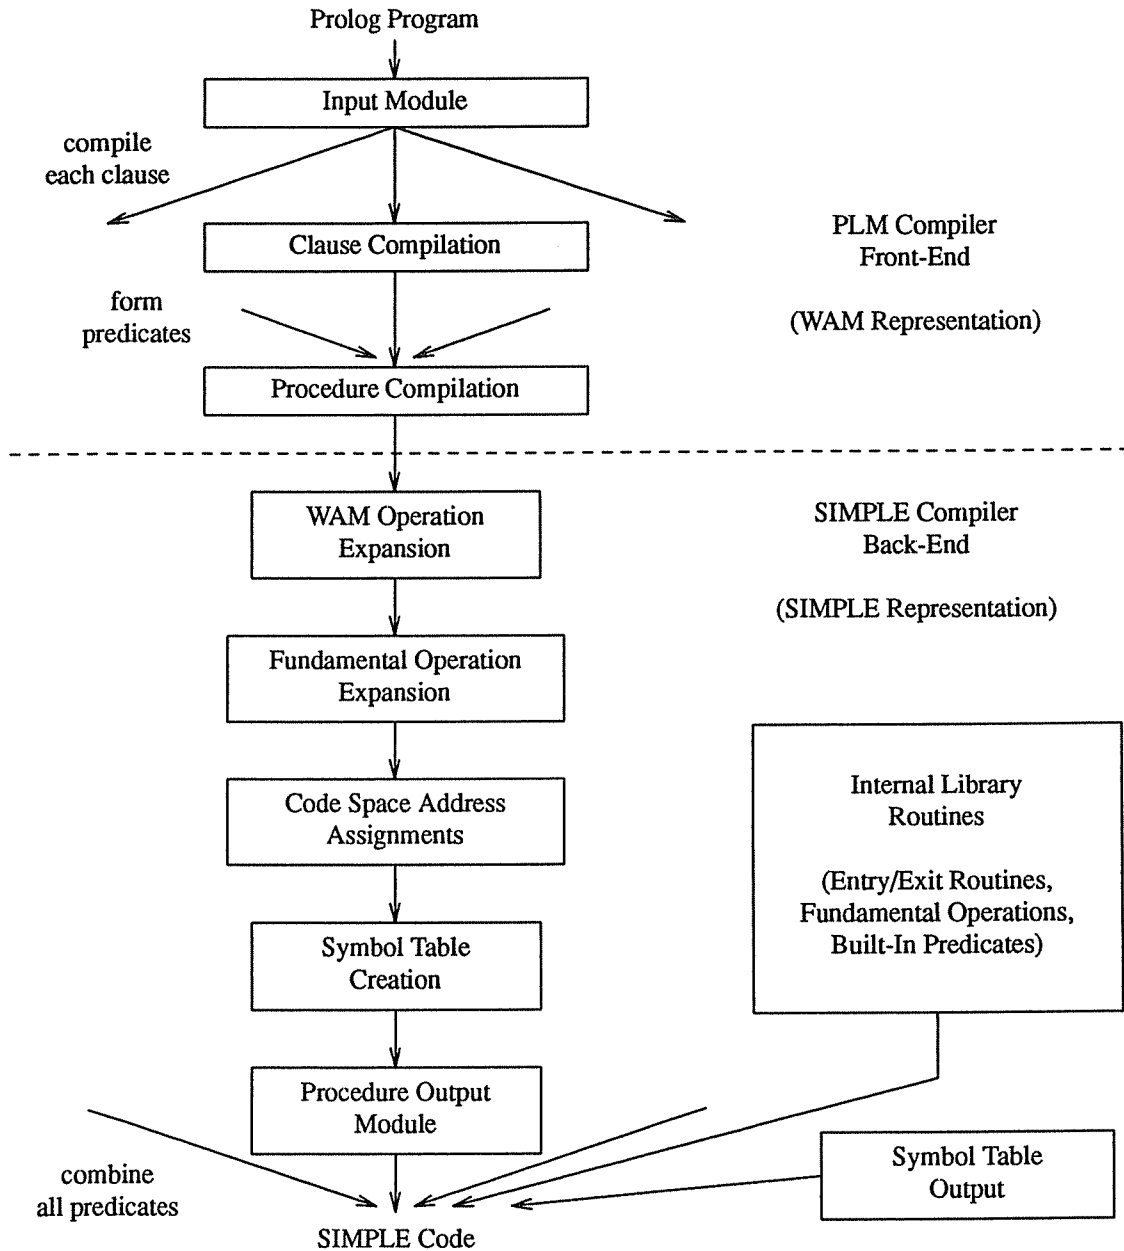 Prolog Program
Input Module
compile
each clause
Clause Compilation
PLM Compiler
Front-End
(WAM Representation)
form
predicates
Procedure Compilation
WAM Operation
Expansion
SIMPLE Compiler
Back-End
(SIMPLE Representation)
Fundamental Operation
Expansion
Code Space Address
Assignments
Internal Library
Routines
(Entry/Exit Routines,
Fundamental Operations,
Built-In Predicates)
Symbol Table
Creation
Procedure Output
Module
combine
all predicates
Symbol Table
Output
SIMPLE Code